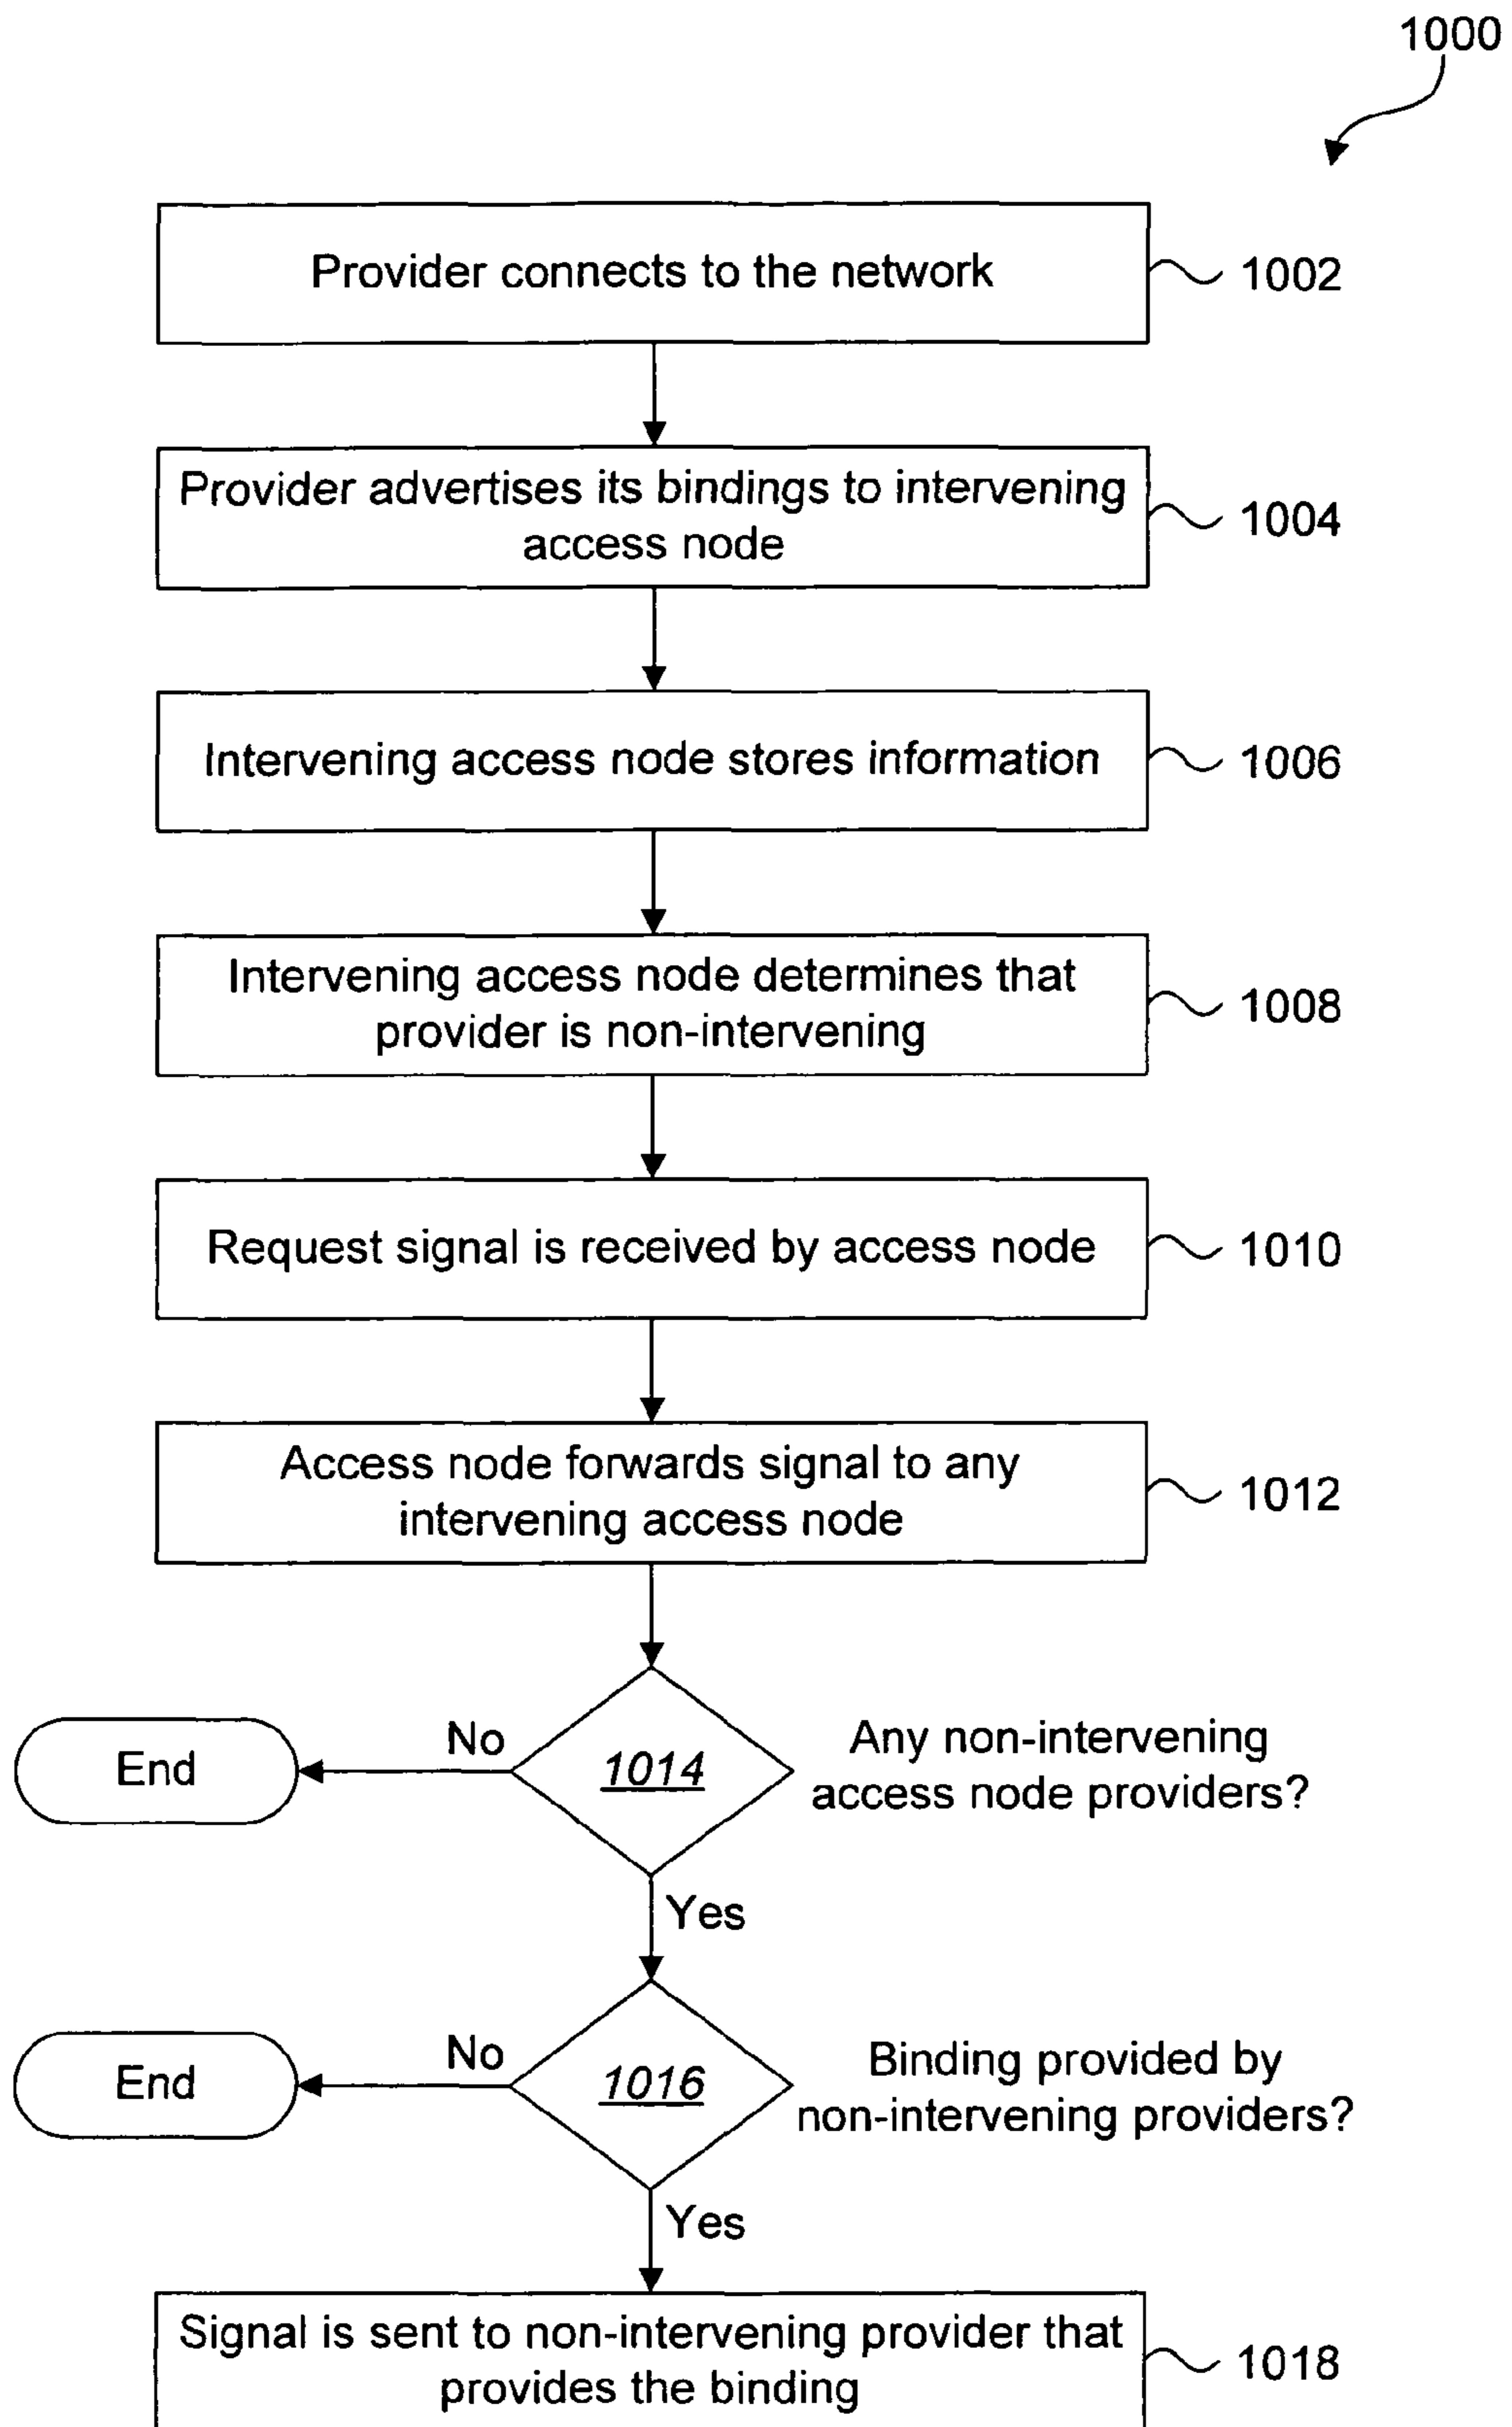 1000
Provider connects to the network
1002
Provider advertises its bindings to intervening
access node
1004
Intervening access node stores information
1006
Intervening access node determines that
provider is non-intervening
1008
Request signal is received by access node
1010
Access node forwards signal to any
intervening access node
1012
End
No
1014
Any non-intervening
access node providers?
Yes
End
No
1016
Binding provided by
non-intervening providers?
Yes
Signal is sent to non-intervening provider that
provides the binding
1018